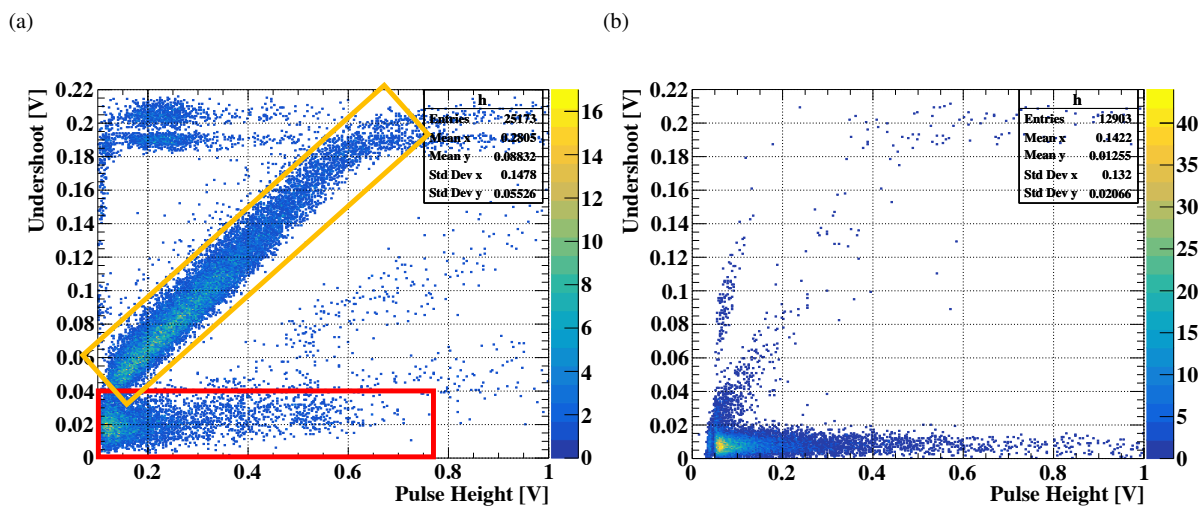 (a)
(b)
Undershoot [V]
0.22
0.2
0.18
0.16
0.14
0.12
0.1
0.08
0.06
0.04
0.02
0
0.2 0.4 0.6 0.8 1
Pulse Height [V]
h
Entries 25173
Mean x 0.2805
Mean y 0.08832
Std Dev x 0.1478
Std Dev y 0.05526
16
14
12
10
8
6
4
2
0
Undershoot [V]
0.22
0.2
0.18
0.16
0.14
0.12
0.1
0.08
0.06
0.04
0.02
0
0 0.2 0.4 0.6 0.8 1
Pulse Height [V]
h
Entries 12903
Mean x 0.1422
Mean y 0.01255
Std Dev x 0.132
Std Dev y 0.02066
40
35
30
25
20
15
10
5
0